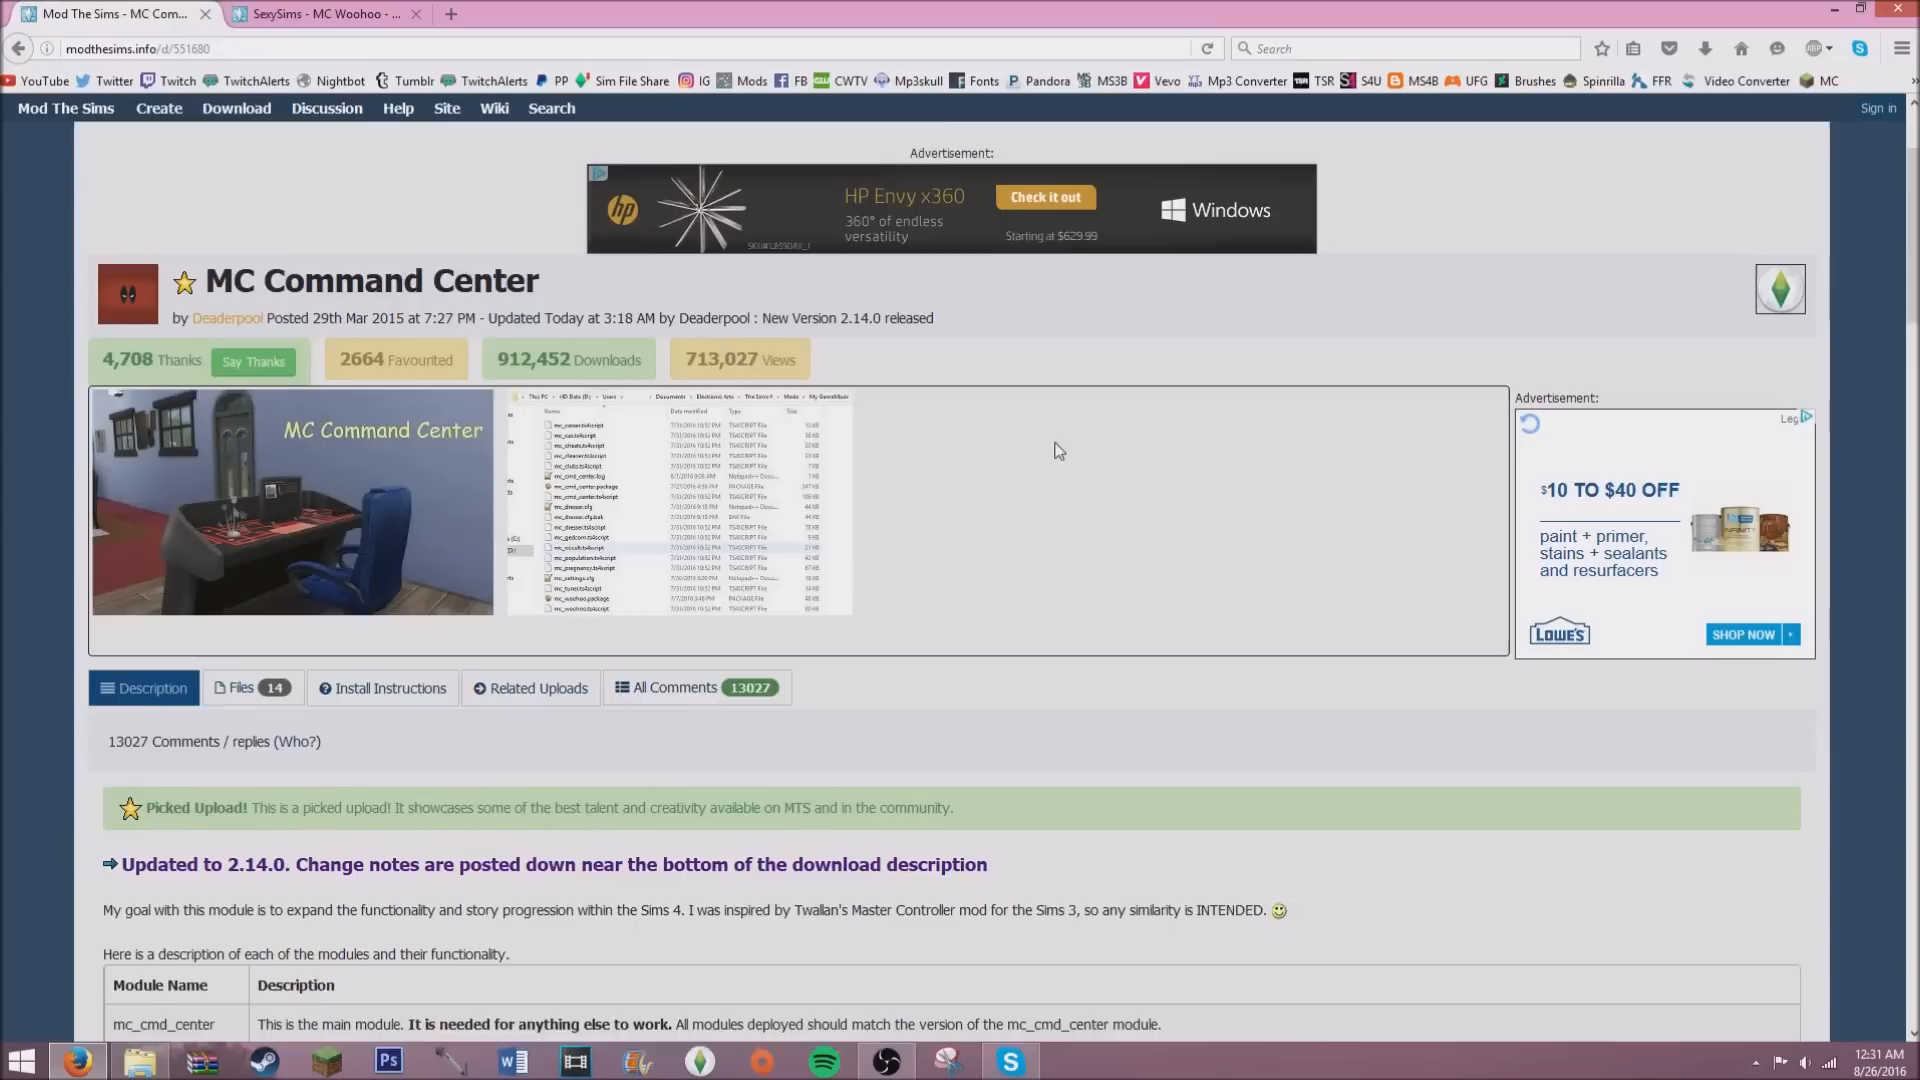 Mod The Sims - MC Com...
SexySims - MC Woohoo - ...
modthesims.info/d/551680
Search
YouTube Twitter Twitch TwitchAlerts Nightbot Tumblr TwitchAlerts PP Sim File Share IG Mods FB CWTV Mp3skull Fonts Pandora MS3B Vevo Mp3 Converter TSR S4U MS4B UFG Brushes Spinrilla FFR Video Converter MC
Mod The Sims Create Download Discussion Help Site Wiki Search
Sign in
Advertisement:
hp
HP Envy x360
360° of endless
versatility
Check it out
Starting at $629.99
Windows
MC Command Center
by Deaderpool Posted 29th Mar 2015 at 7:27 PM - Updated Today at 3:18 AM by Deaderpool : New Version 2.14.0 released
4,708 Thanks Say Thanks 2664 Favourited 912,452 Downloads 713,027 Views
MC Command Center
Advertisement:
$10 TO $40 OFF
paint + primer,
stains + sealants
and resurfacers
LOWE'S
SHOP NOW
Description Files 14 Install Instructions Related Uploads All Comments 13027
13027 Comments / replies (Who?)
Picked Upload! This is a picked upload! It showcases some of the best talent and creativity available on MTS and in the community.
Updated to 2.14.0. Change notes are posted down near the bottom of the download description
My goal with this module is to expand the functionality and story progression within the Sims 4. I was inspired by Twallan's Master Controller mod for the Sims 3, so any similarity is INTENDED.
Here is a description of each of the modules and their functionality.
Module Name Description
mc_cmd_center This is the main module. It is needed for anything else to work. All modules deployed should match the version of the mc_cmd_center module.
12:31 AM
8/26/2016